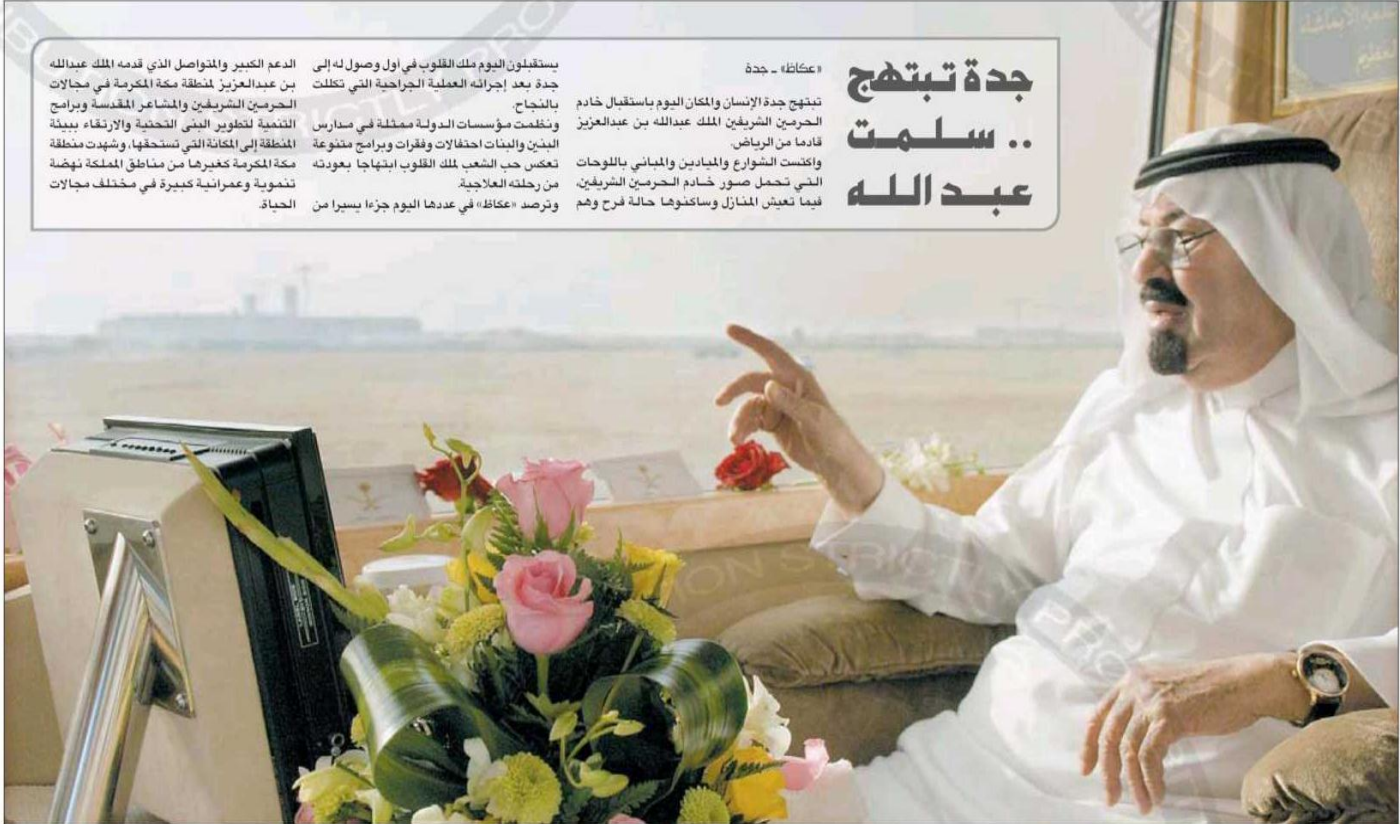 جدة تبتهج
.. سلمت
عبدالله
«عكاظ» ـ جدة
تبتهج جدة الإنسان والمكان اليوم باستقبال خادم
الحرمين الشريفين الملك عبدالله بن عبدالعزيز
قادما من الرياض.
واكتست الشوارع والميادين والمباني باللوحات
التي تحمل صور خادم الحرمين الشريفين،
فيما تعيش المنازل وساكنوها حالة فرح وهم
يستقبلون اليوم ملك القلوب في أول وصول له إلى
جدة بعد إجرائه العملية الجراحية التي تكللت
بالنجاح.
ونظمت مؤسسات الدولة ممثلة في مدارس
البنين والبنات احتفالات وفقرات وبرامج متنوعة
تعكس حب الشعب لملك القلوب ابتهاجا بعودته
من رحلته العلاجية.
وترصد «عكاظ» في عددها اليوم جزءا يسيرا من
الدعم الكبير والمتواصل الذي قدمه الملك عبدالله
بن عبدالعزيز لمنطقة مكة المكرمة في مجالات
الحرمين الشريفين والمشاعر المقدسة وبرامج
التنمية لتطوير البنى التحتية والارتقاء ببيئة
المنطقة إلى المكانة التي تستحقها. وشهدت منطقة
مكة المكرمة كغيرها من مناطق المملكة نهضة
تنموية وعمرانية كبيرة في مختلف مجالات
الحياة.